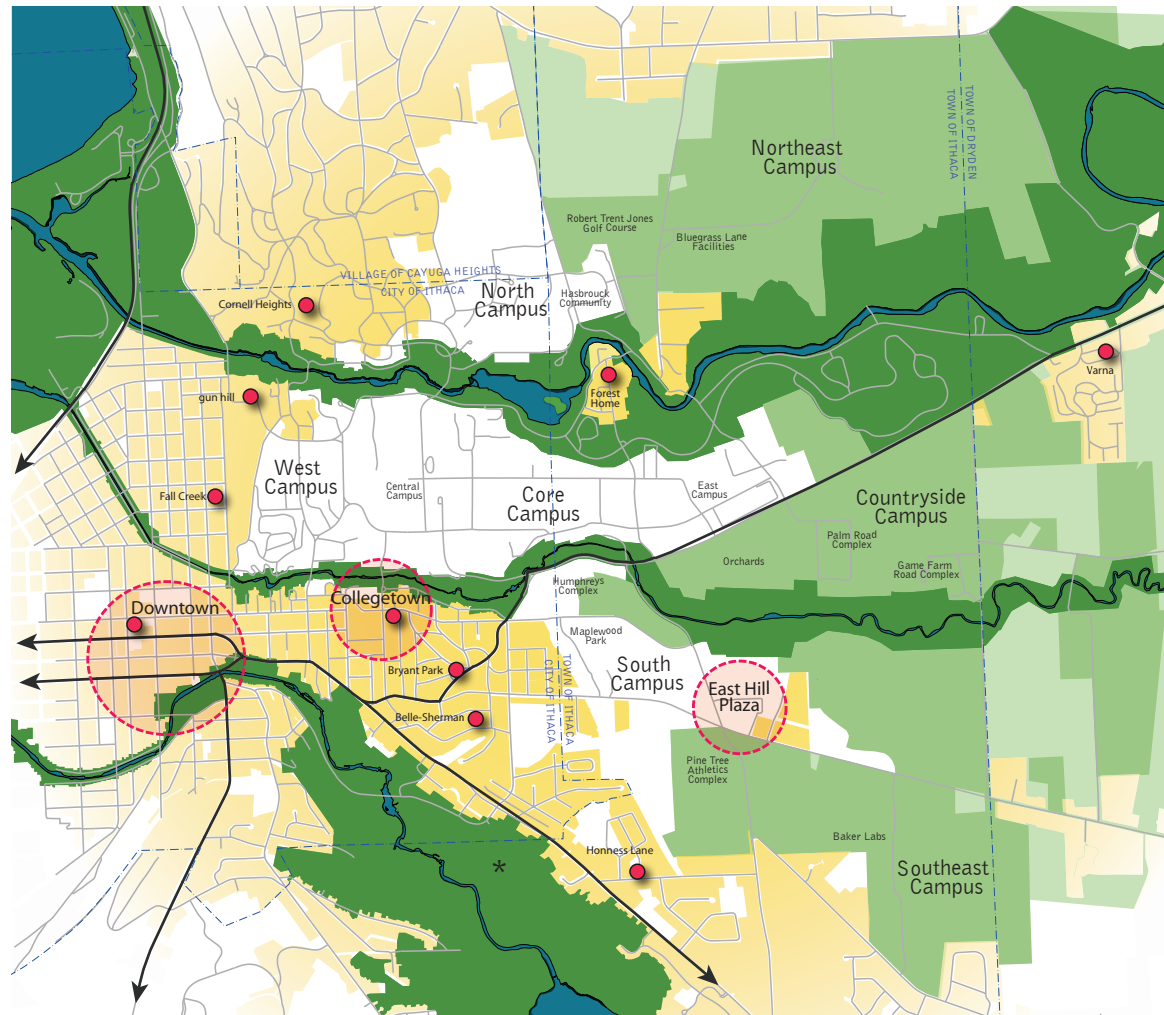 TOWN OF DRYDEN
TOWN OF ITHACA
Northeast
Campus
Robert Trent Jones
Golf Course
Bluegrass Lane
Facilities
VILLAGE OF CAYUGA HEIGHTS
CITY OF ITHACA
North
Campus
Hasbrouck
Community
Cornell Heights
Varna
Forest
Home
gun hill
West
Campus
Central
Campus
Core
Campus
East
Campus
Fall Creek
Countryside
Campus
Palm Road
Complex
Orchards
Game Farm
Road Complex
Humphreys
Complex
Downtown
Collegetown
Maplewood
Park
South
Campus
Bryant Park
TOWN OF ITHACA
CITY OF ITHACA
East Hill
Plaza
Belle-Sherman
Pine Tree
Athletics
Complex
Baker Labs
Honness Lane
*
Southeast
Campus